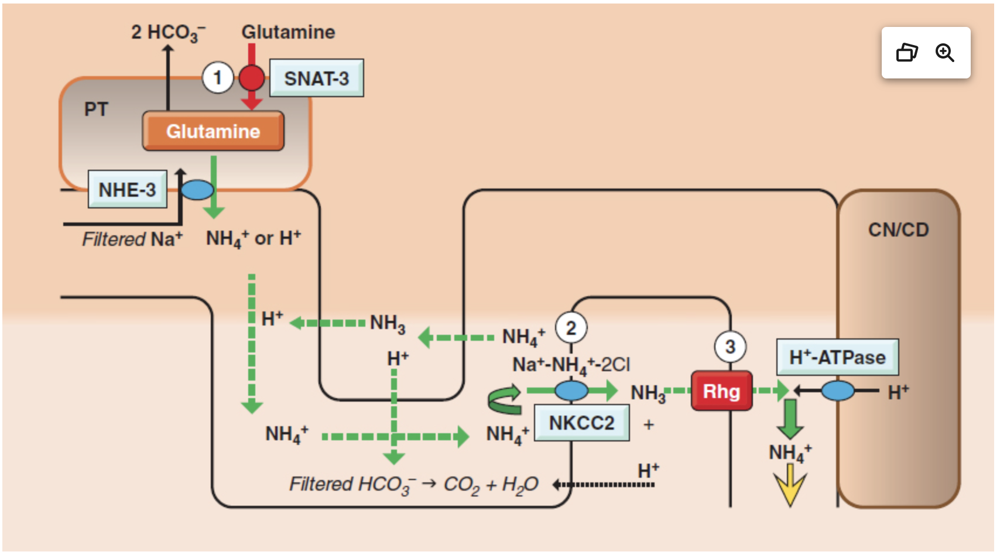 2 HCO₃⁻
Glutamine
1
SNAT-3
PT
Glutamine
NHE-3
Filtered Na⁺
NH₄⁺ or H⁺
CN/CD
H⁺
NH₃
NH₄⁺
2
3
H⁺
Na⁺-NH₄⁺-2Cl
H⁺-ATPase
NH₃
Rhg
H⁺
NH₄⁺
NH₄⁺
NKCC2
+
NH₄⁺
H⁺
Filtered HCO₃⁻ → CO₂ + H₂O